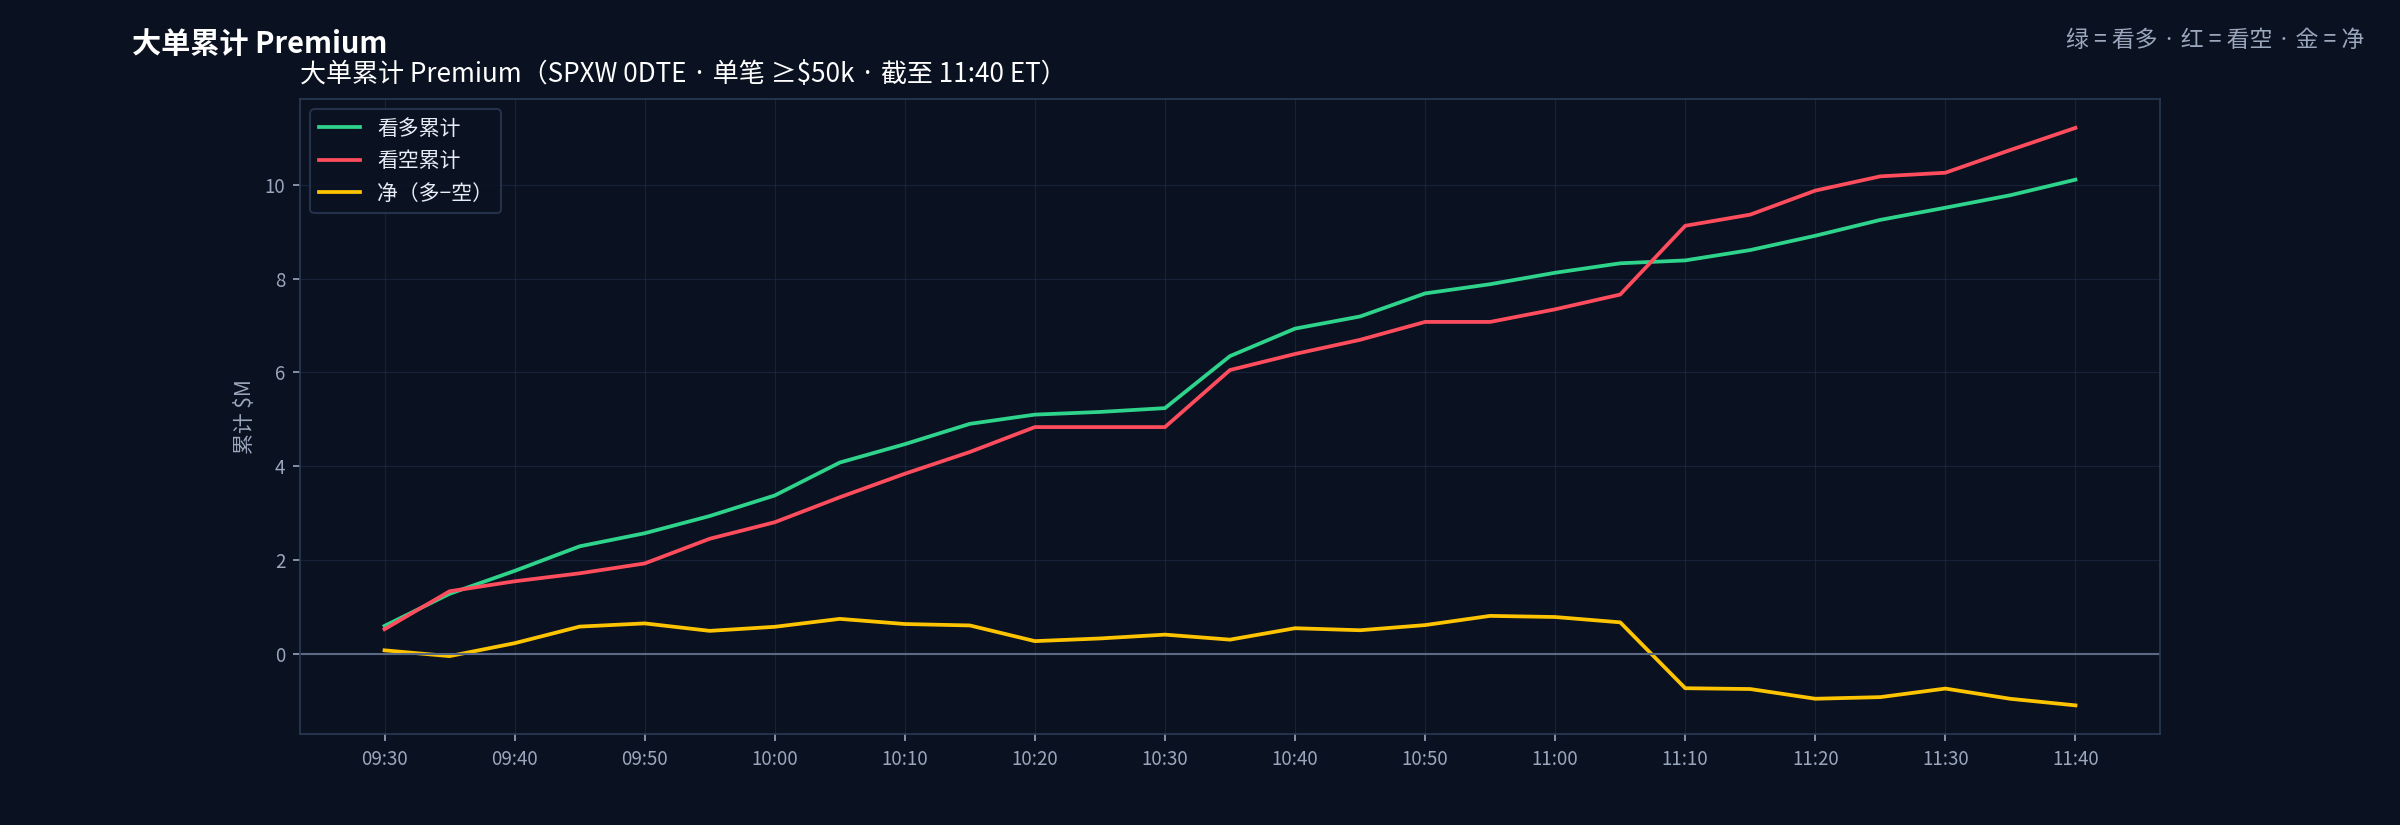 大单累计 Premium
绿 = 看多 · 红 = 看空 · 金 = 净
大单累计 Premium（SPXW 0DTE · 单笔 ≥$50k · 截至 11:40 ET）
看多累计
看空累计
净（多−空）
累计 $M
10
8
6
4
2
0
09:30 09:40 09:50 10:00 10:10 10:20 10:30 10:40 10:50 11:00 11:10 11:20 11:30 11:40